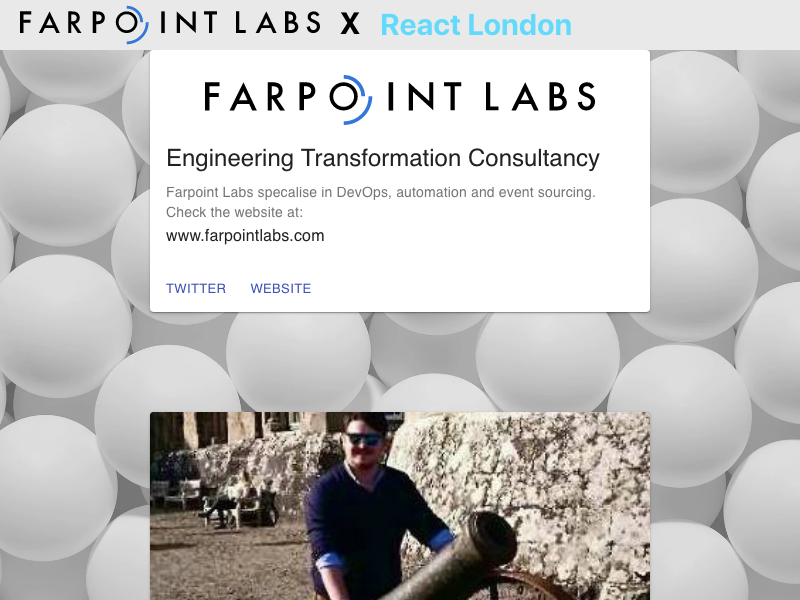 FARPOINT LABS X React London
FARPOINT LABS
Engineering Transformation Consultancy
Farpoint Labs specalise in DevOps, automation and event sourcing.
Check the website at:
www.farpointlabs.com
TWITTER WEBSITE